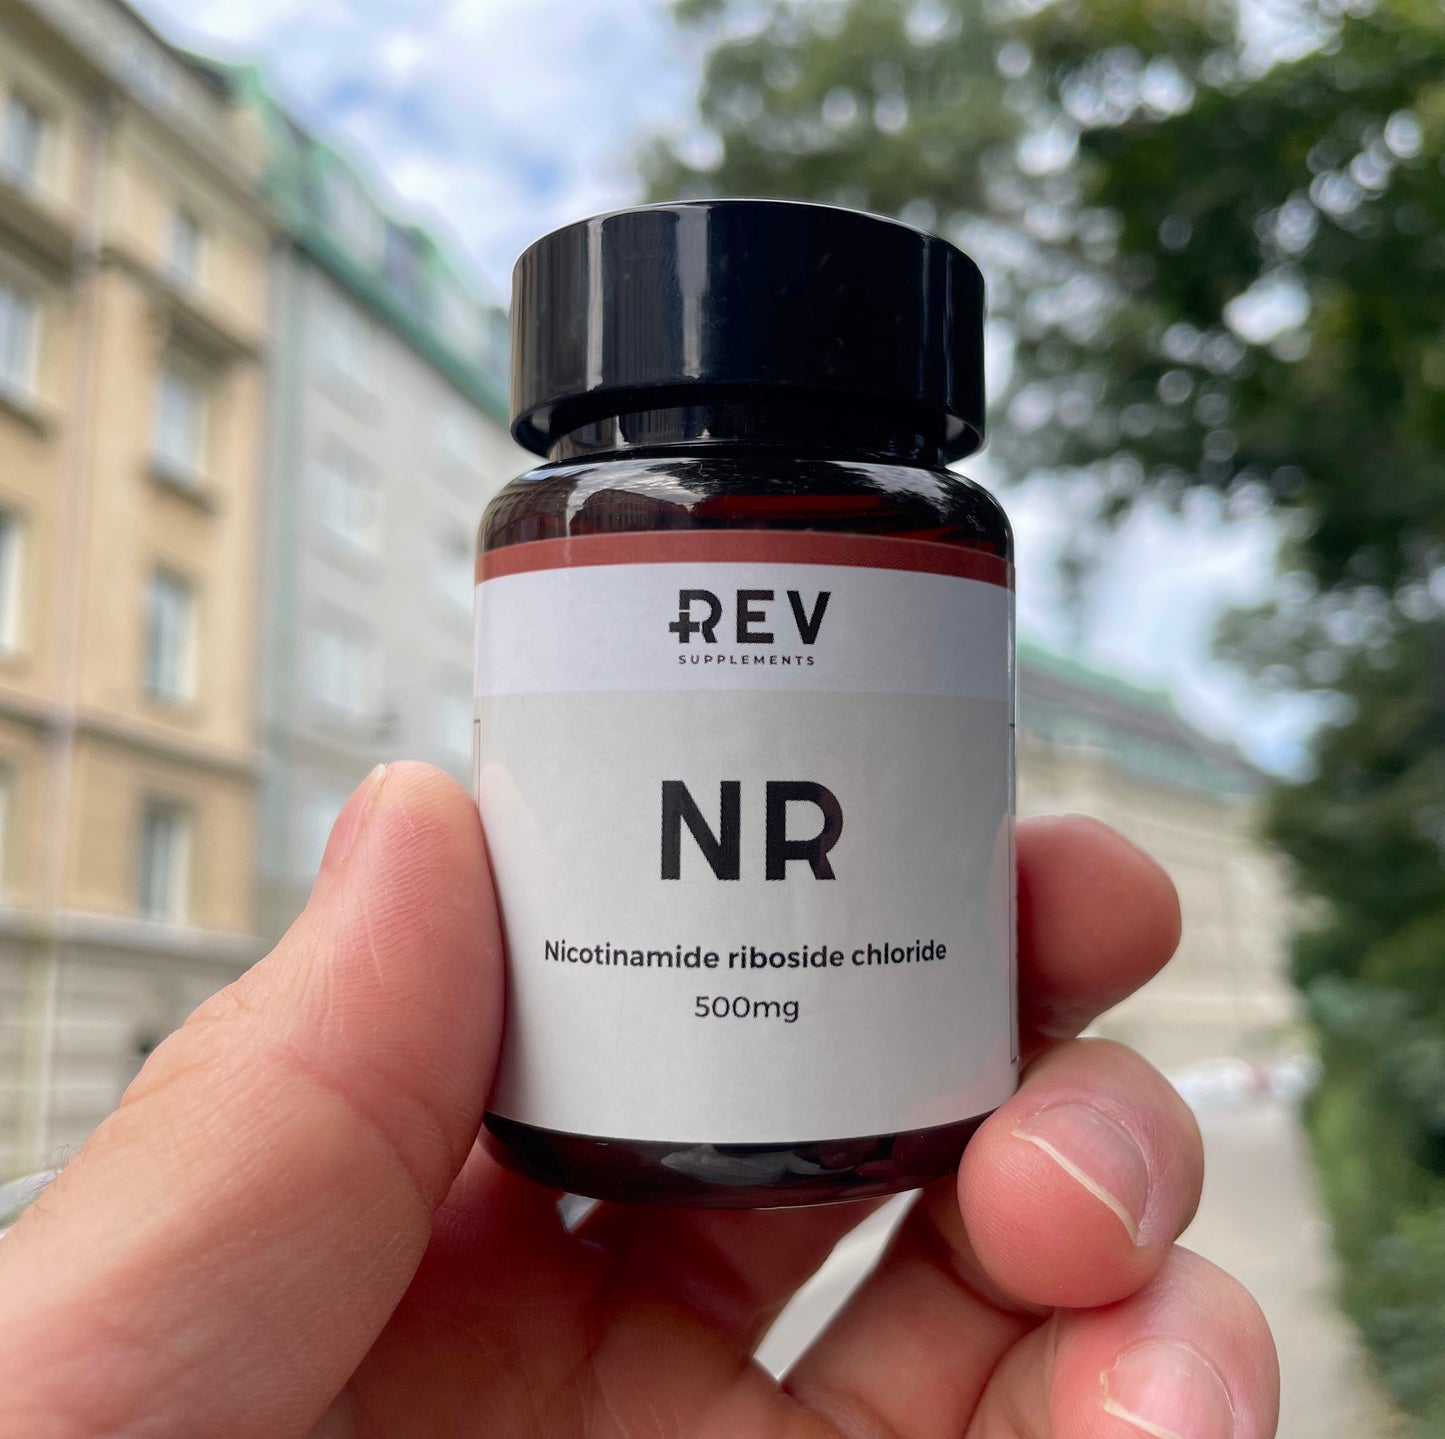 REV
SUPPLEMENTS
NR
Nicotinamide riboside chloride
500mg